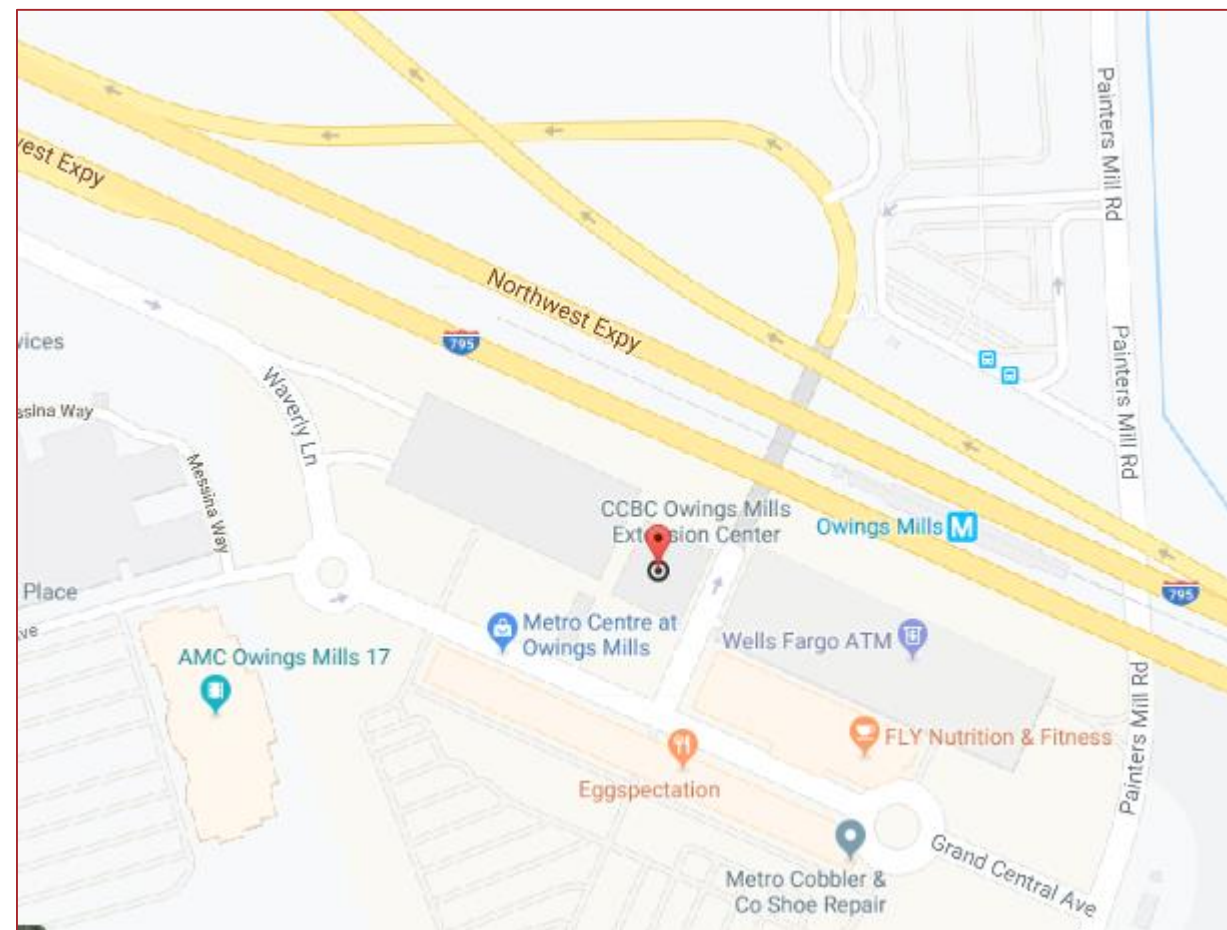 Painters Mill Rd
west Expy
Northwest Expy
795
vices
ssina Way
Waverly Ln
Painters Mill Rd
Messina Way
CCBC Owings Mills
Extension Center
Owings Mills M
Place
ve
795
Metro Centre at
Owings Mills
Wells Fargo ATM
AMC Owings Mills 17
Painters Mill Rd
FLY Nutrition & Fitness
Eggspectation
Grand Central Ave
Metro Cobbler &
Co Shoe Repair